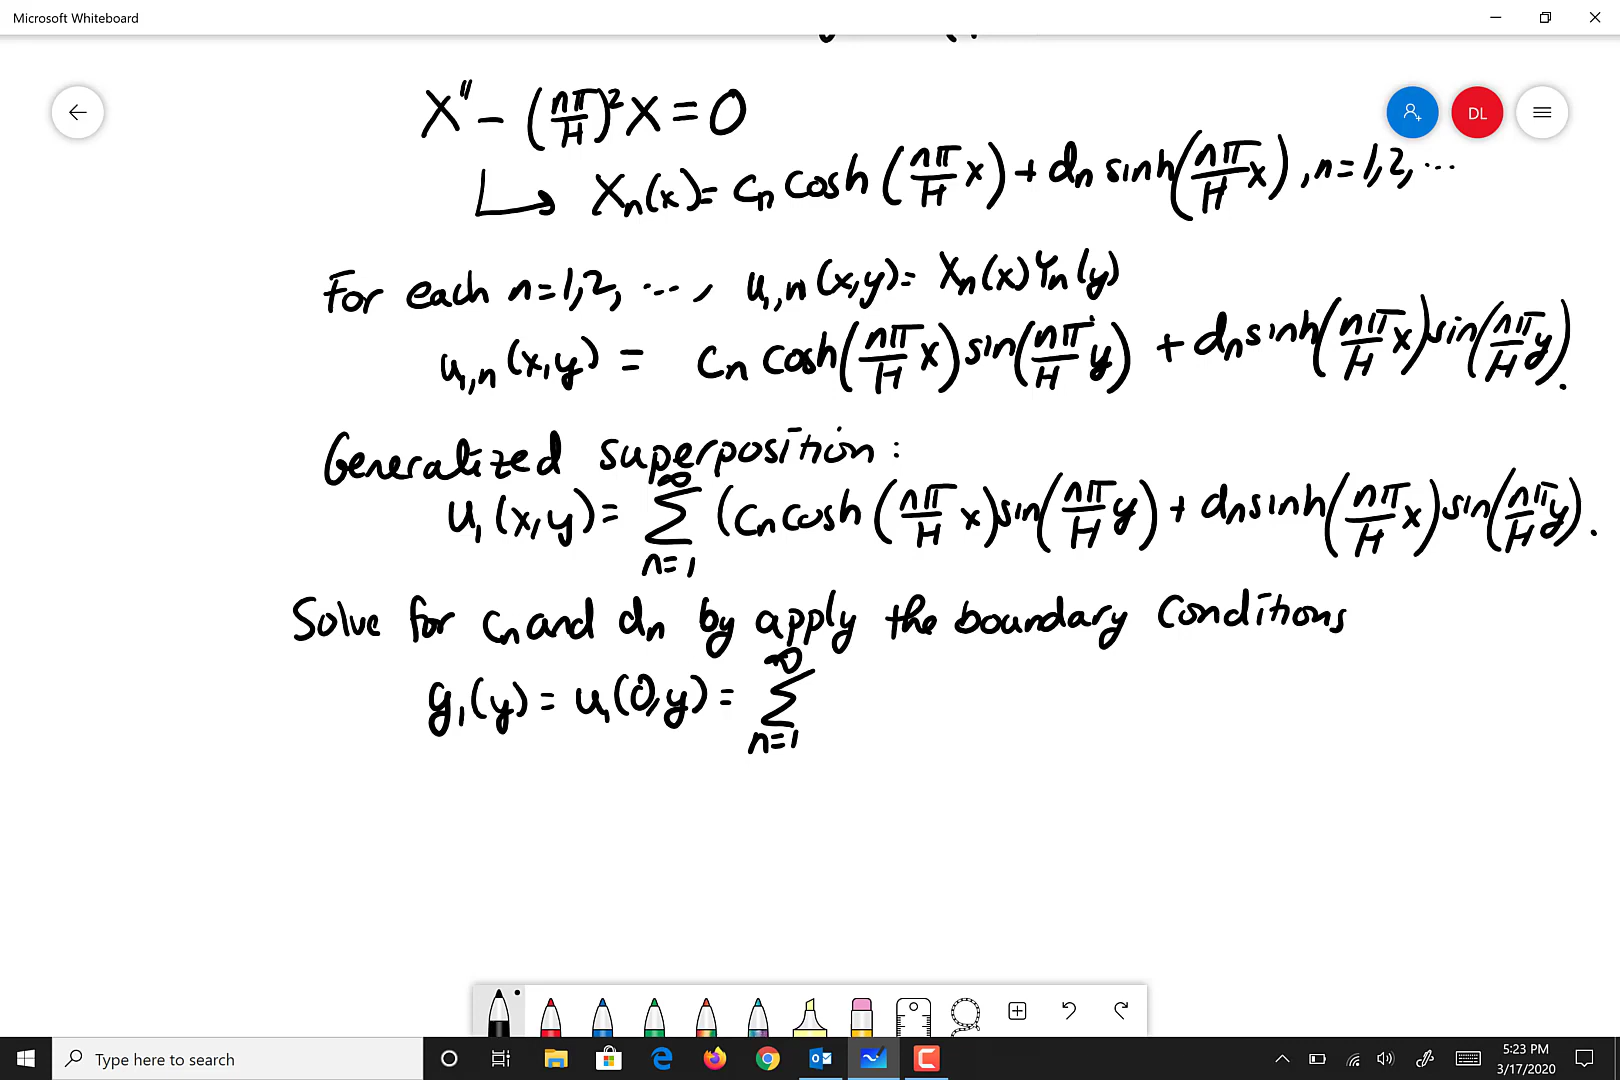 Microsoft Whiteboard
X'' - (nπ/H)² X = 0
DL
↳ Xₙ(x) = cₙ cosh (nπ/H x) + dₙ sinh (nπ/H x), n=1,2, ...
For each n=1,2, ..., u₁,ₙ(x,y) = Xₙ(x) Yₙ(y)
u₁,ₙ(x,y) = cₙ cosh(nπ/H x) sin(nπ/H y) + dₙ sinh(nπ/H x) sin(nπ/H y).
Generalized superposition:
u₁(x,y) = ∑_{n=1}^{∞} (cₙ cosh (nπ/H x) sin(nπ/H y) + dₙ sinh(nπ/H x) sin(nπ/H y).
Solve for cₙ and dₙ by apply the boundary conditions
g₁(y) = u₁(0,y) = ∑_{n=1}^{∞}
Type here to search
5:23 PM
3/17/2020